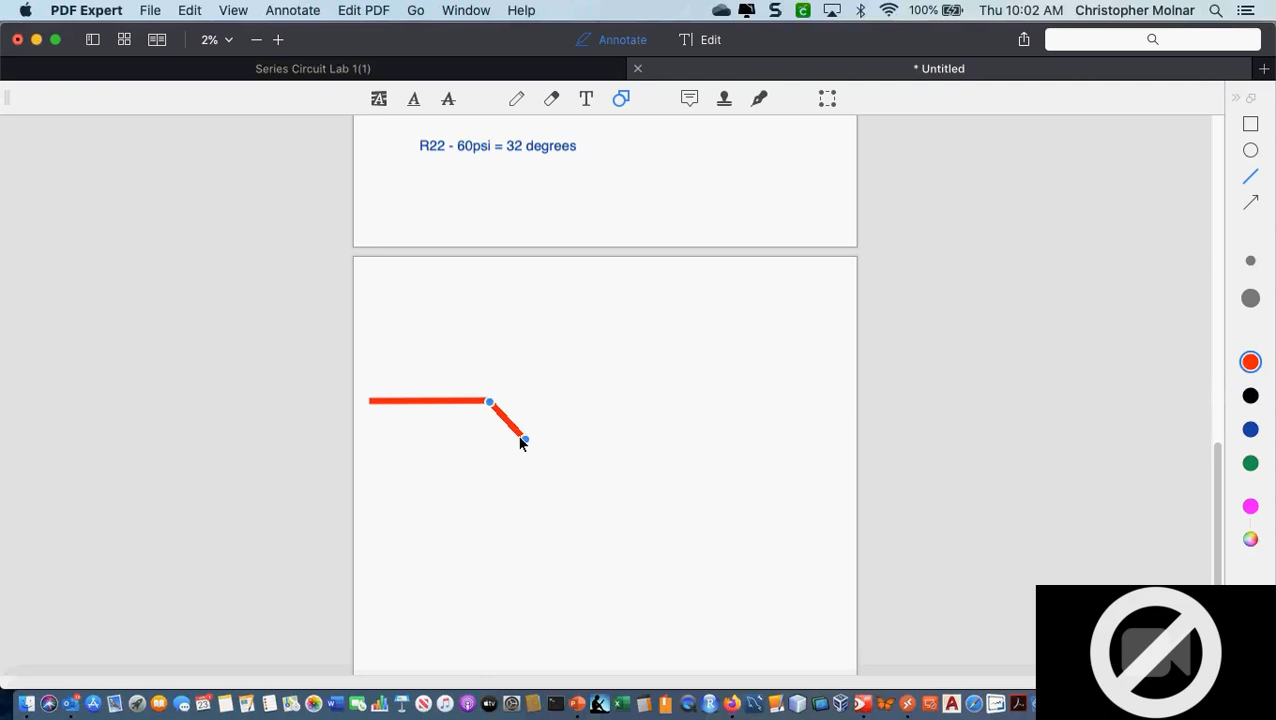 PDF Expert File Edit View Annotate Edit PDF Go Window Help 100% Thu 10:02 AM Christopher Molnar
2% Annotate T Edit
Series Circuit Lab 1(1) * Untitled
A A A T
R22 - 60psi = 32 degrees